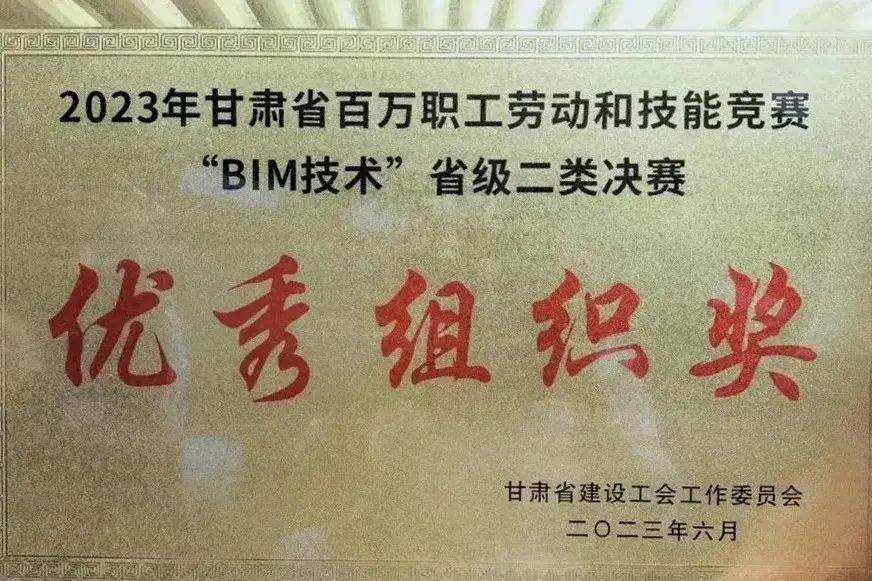 2023年甘肃省百万职工劳动和技能竞赛
“BIM技术”省级二类决赛
优秀组织奖
甘肃省建设工会工作委员会
二〇二三年六月